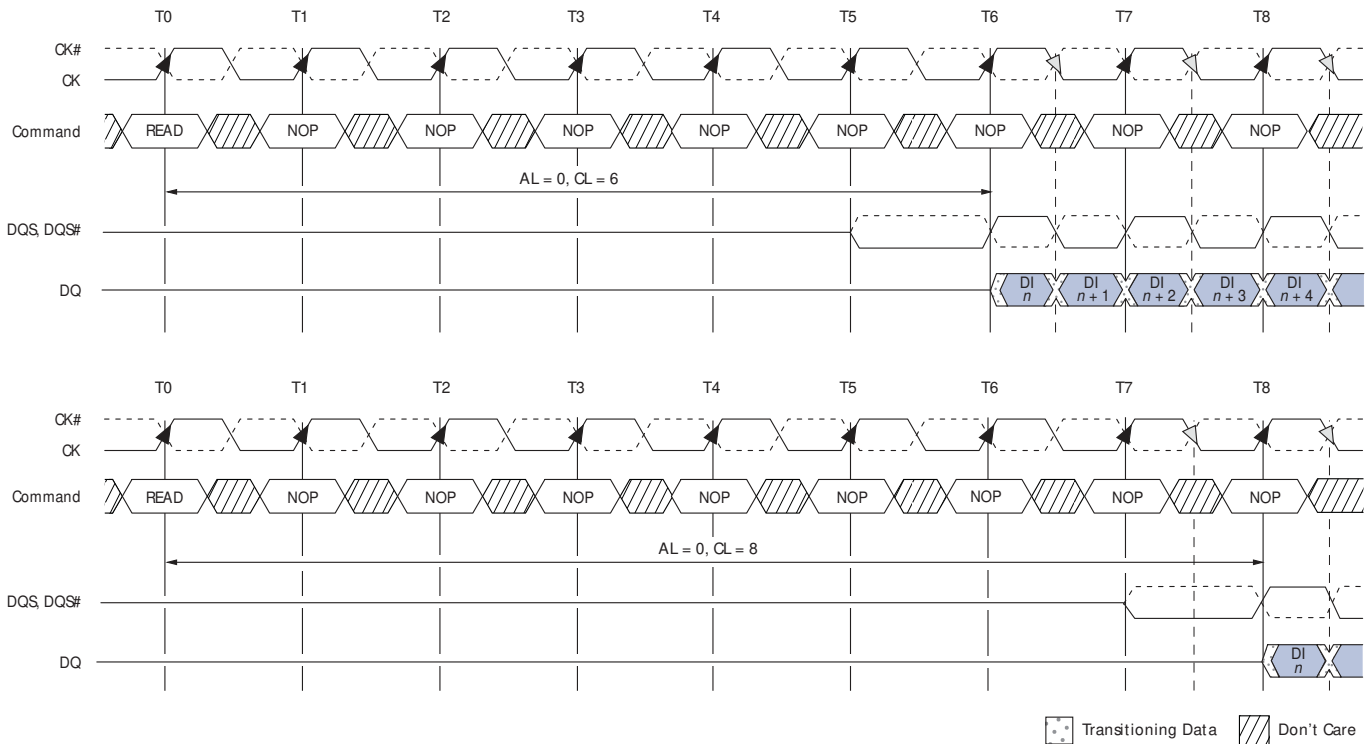 T0 T1 T2 T3 T4 T5 T6 T7 T8
CK#
CK
Command READ NOP NOP NOP NOP NOP NOP NOP NOP
AL = 0, CL = 6
DQS, DQS#
DQ DI n DI n + 1 DI n + 2 DI n + 3 DI n + 4
T0 T1 T2 T3 T4 T5 T6 T7 T8
CK#
CK
Command READ NOP NOP NOP NOP NOP NOP NOP NOP
AL = 0, CL = 8
DQS, DQS#
DQ DI n
Transitioning Data Don't Care